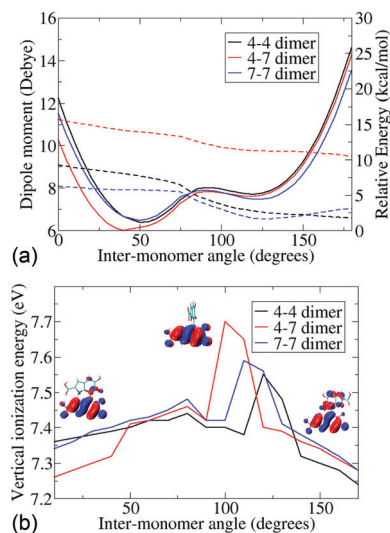 16
14
12
10
8
6
Dipole moment (Debye)
4-4 dimer
4-7 dimer
7-7 dimer
30
25
20
15
10
5
0
Relative Energy (kcal/mol)
0 50 100 150
Inter-monomer angle (degrees)
(a)
7.7
7.6
7.5
7.4
7.3
7.2
Vertical ionization energy (eV)
4-4 dimer
4-7 dimer
7-7 dimer
50 100 150
Inter-monomer angle (degrees)
(b)